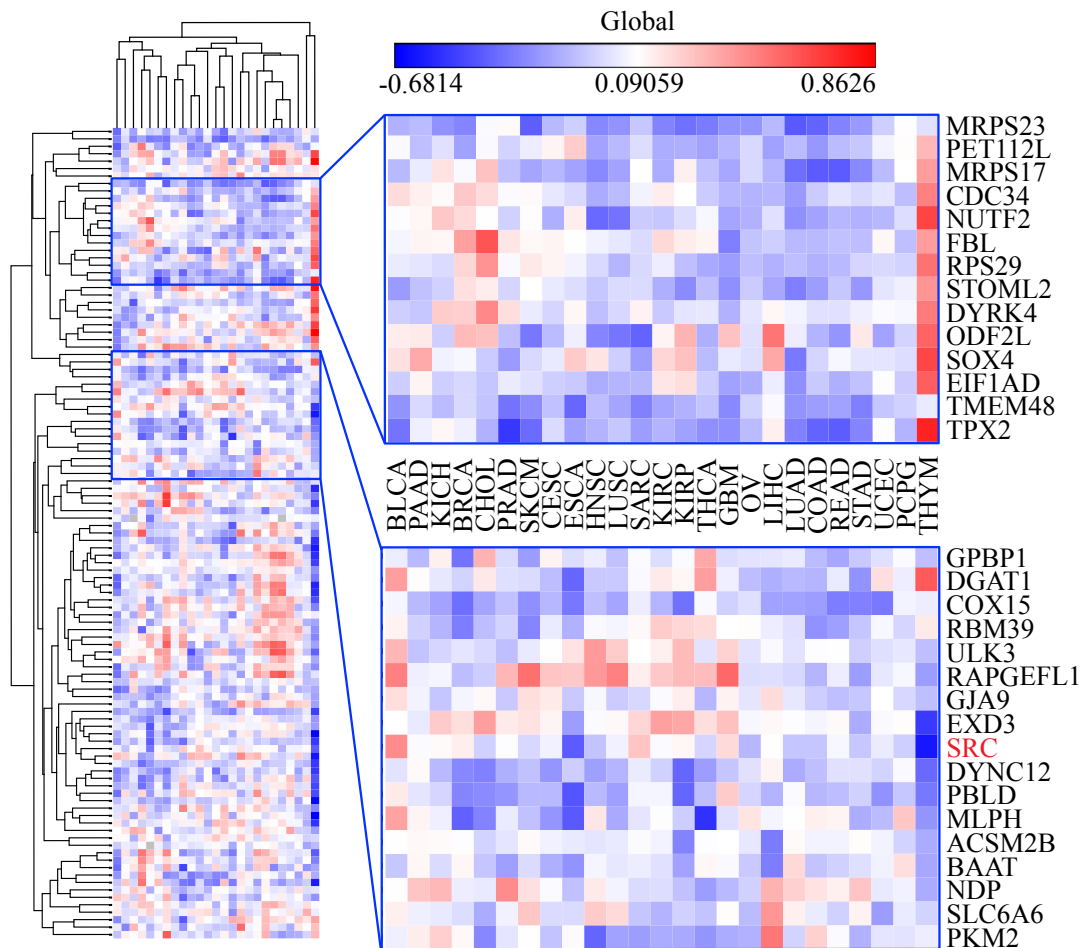 Global
-0.6814 0.09059 0.8626
MRPS23
PET112L
MRPS17
CDC34
NUTF2
FBL
RPS29
STOML2
DYRK4
ODF2L
SOX4
EIF1AD
TMEM48
TPX2
BLCA
PAAD
KICH
BRCA
CHOL
PRAD
SKCM
CESC
ESCA
HNSC
LUSC
SARC
KIRC
KIRP
THCA
GBM
OV
LIHC
LUAD
COAD
READ
STAD
UCEC
PCPG
THYM
GPBP1
DGAT1
COX15
RBM39
ULK3
RAPGEFL1
GJA9
EXD3
SRC
DYNC12
PBLD
MLPH
ACSM2B
BAAT
NDP
SLC6A6
PKM2